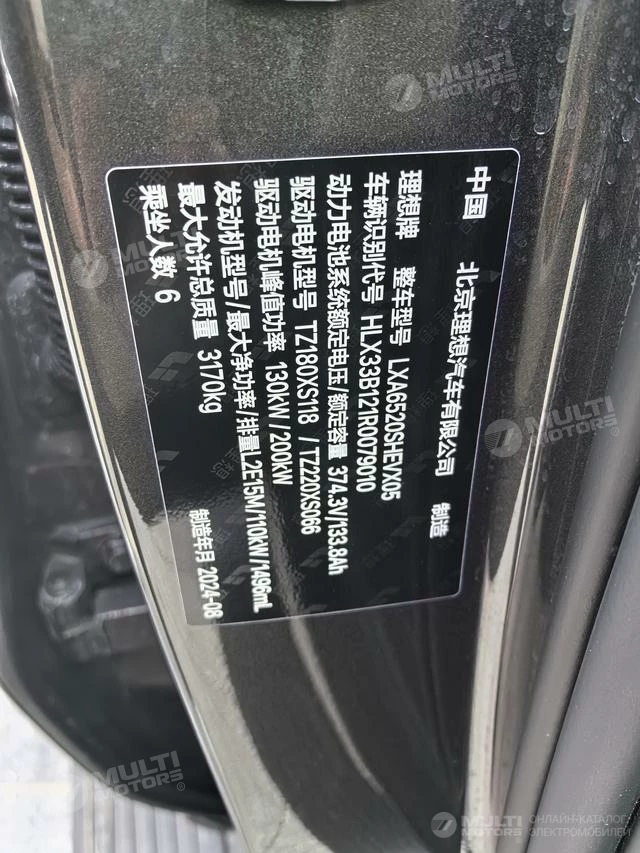 中国 北京理想汽车有限公司 制造
理想牌 整车型号 LXA6520SHEVX05
车辆识别代号 HLX33B121R0079010
动力电池系统额定电压/额定容量 374.3V/133.8Ah
驱动电机型号 TZ180XS118 / TZ220XS066
驱动电机峰值功率 130kW/200kW
发动机型号/最大净功率/排量 L2E15M/110kW/1496mL
最大允许总质量 3170kg
乘坐人数 6
制造年月 2024-08
MULTI MOTORS®
MULTI MOTORS®
MULTI MOTORS®
MULTI MOTORS®
MULTI MOTORS®
ОНЛАЙН-КАТАЛОГ
ЭЛЕКТРОМОБИЛЕЙ